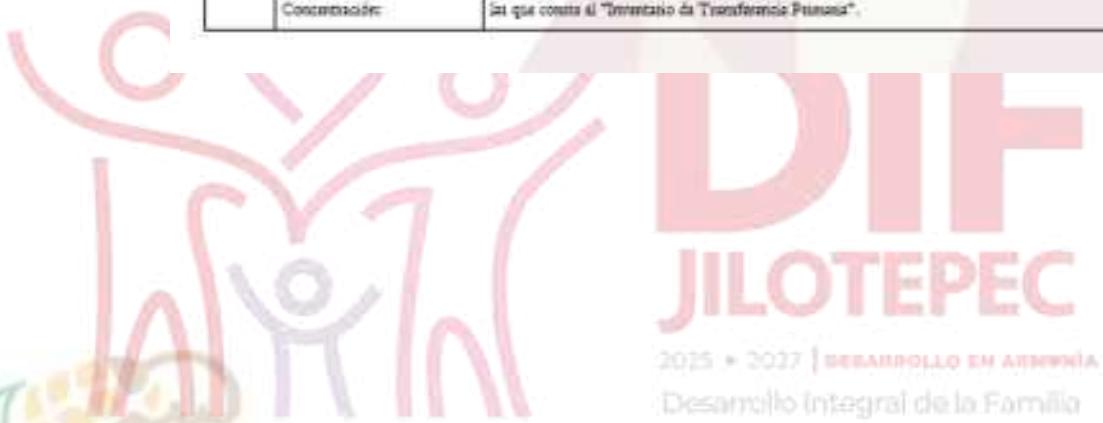 Concentración: las que consta el "Inventario de Transferencia Primaria".
DIF
JILOTEPEC
2025 • 2027 | DESARROLLO EN ARMONÍA
Desarrollo Integral de la Familia